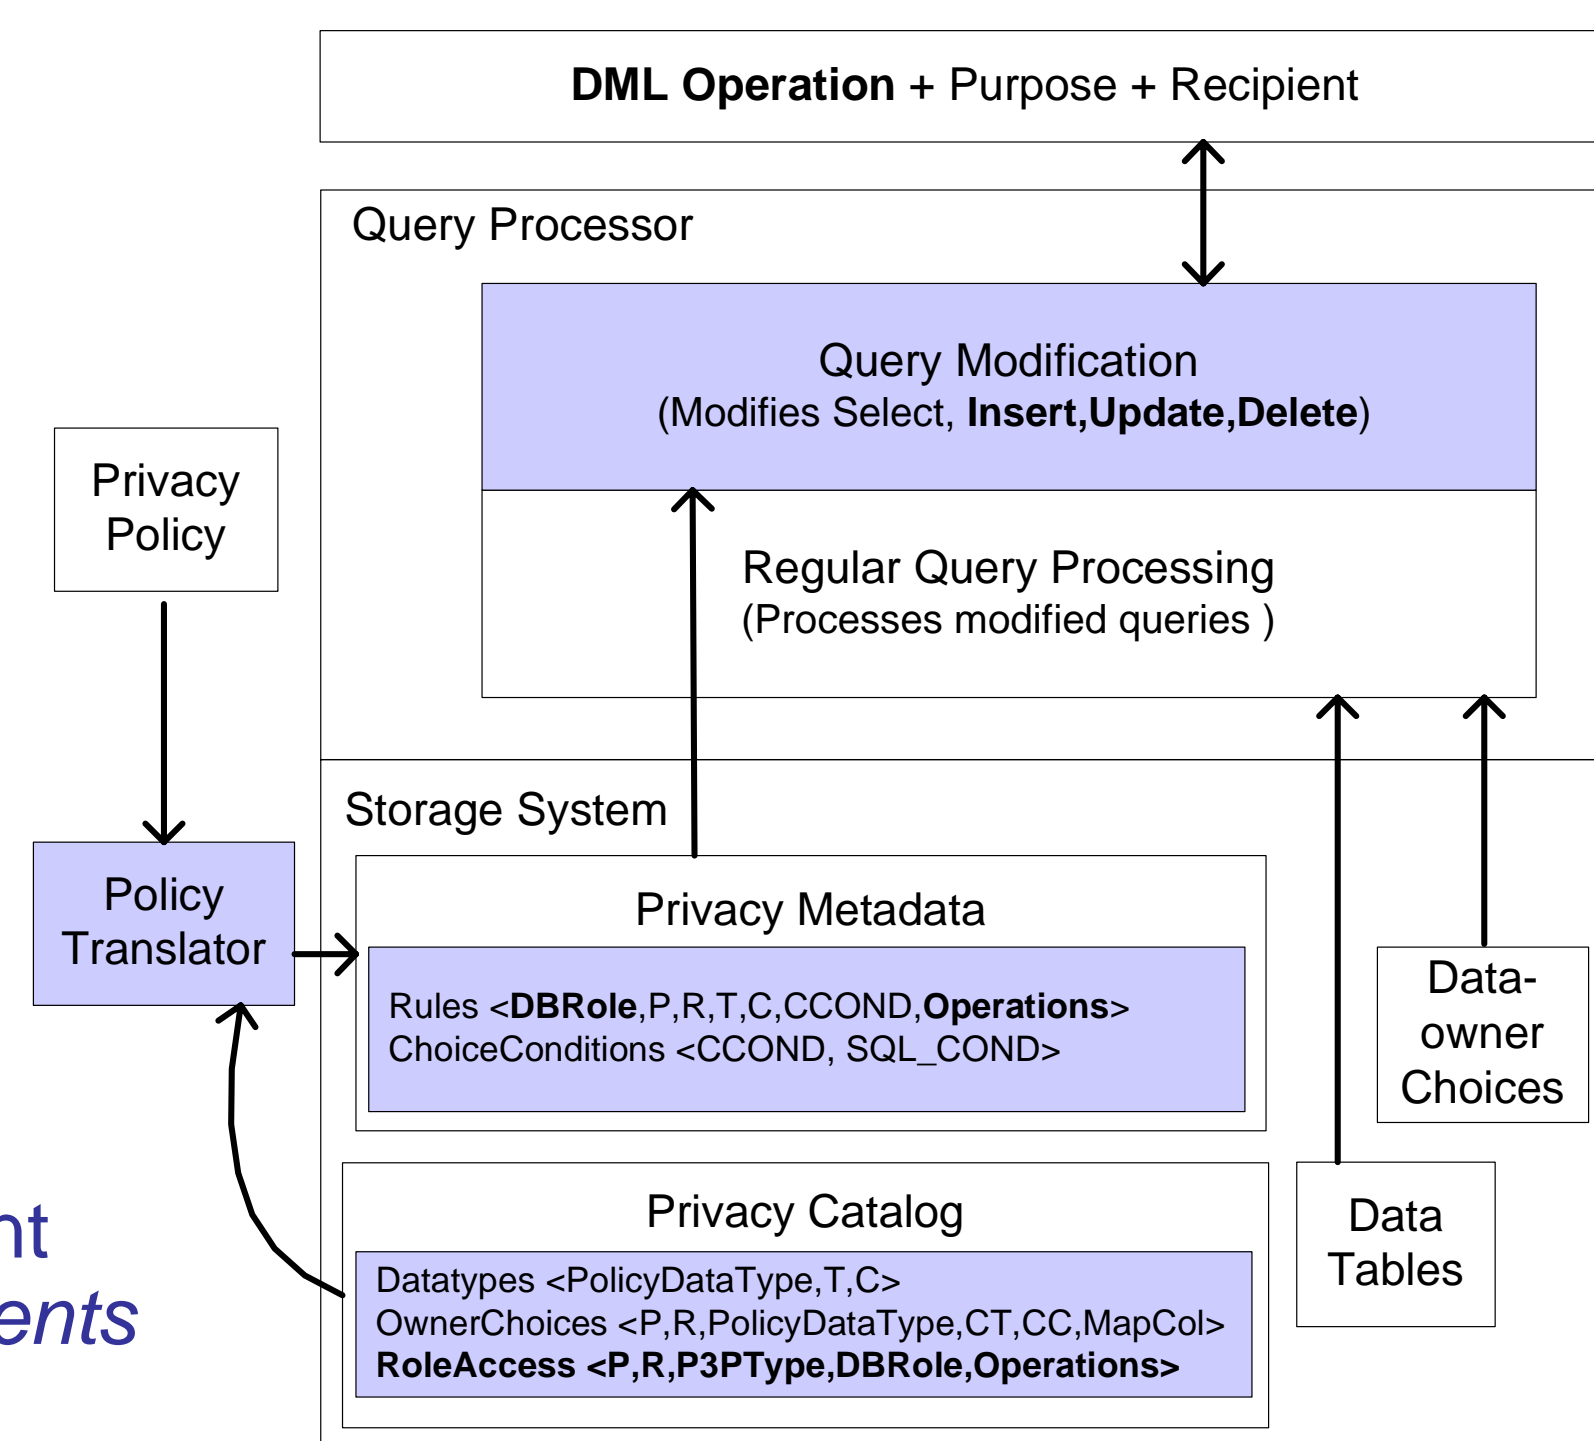 DML Operation + Purpose + Recipient
Query Processor
Query Modification
(Modifies Select, Insert,Update,Delete)
Regular Query Processing
(Processes modified queries )
Privacy
Policy
Policy
Translator
Storage System
Privacy Metadata
Rules <DBRole,P,R,T,C,CCOND,Operations>
ChoiceConditions <CCOND, SQL_COND>
Data-
owner
Choices
Privacy Catalog
Datatypes <PolicyDataType,T,C>
OwnerChoices <P,R,PolicyDataType,CT,CC,MapCol>
RoleAccess <P,R,P3PType,DBRole,Operations>
Data
Tables
nt
ents